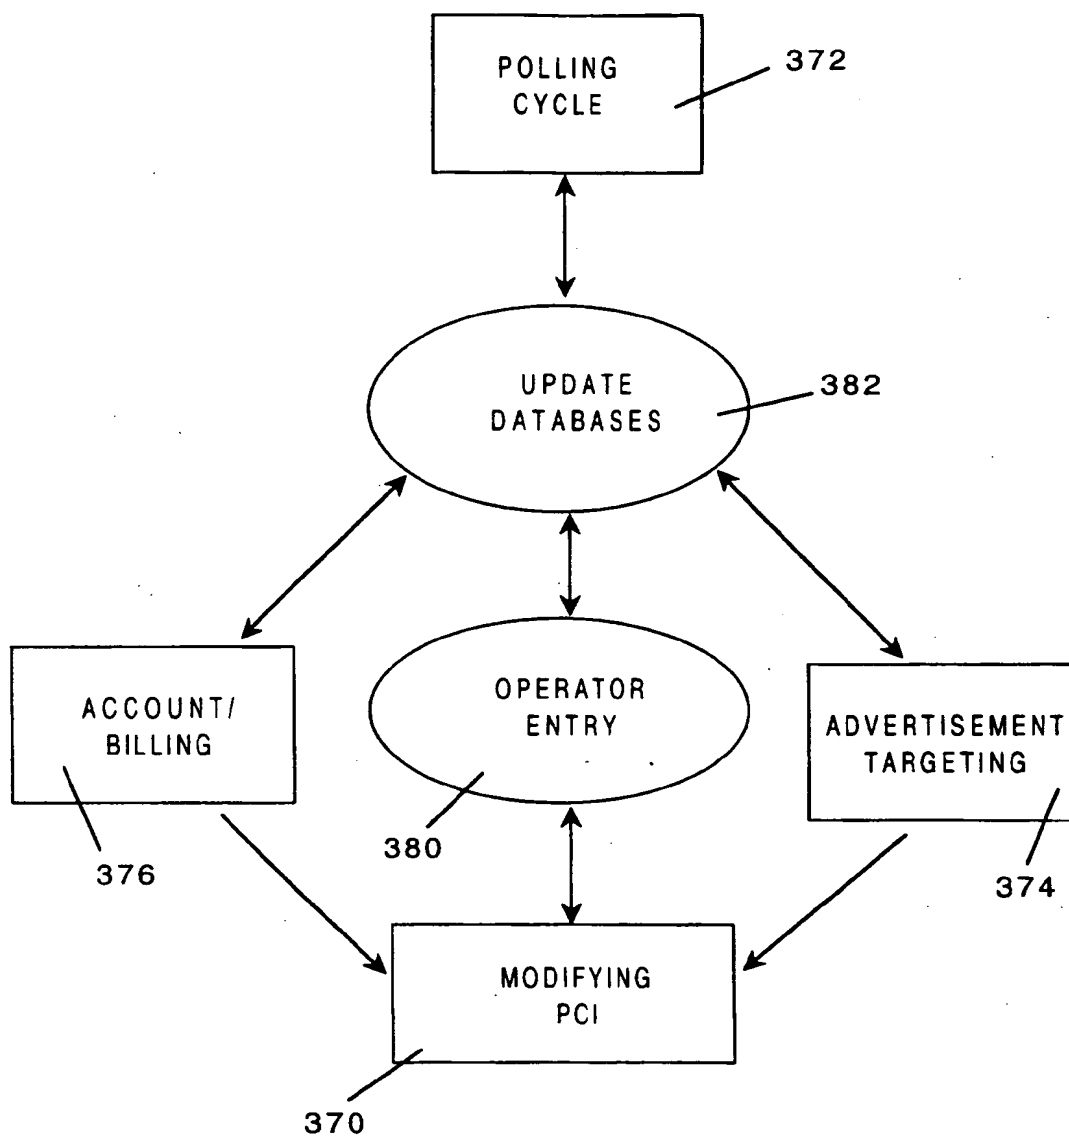 POLLING
CYCLE
372
UPDATE
DATABASES
382
ACCOUNT/
BILLING
376
OPERATOR
ENTRY
380
ADVERTISEMENT
TARGETING
374
MODIFYING
PCI
370